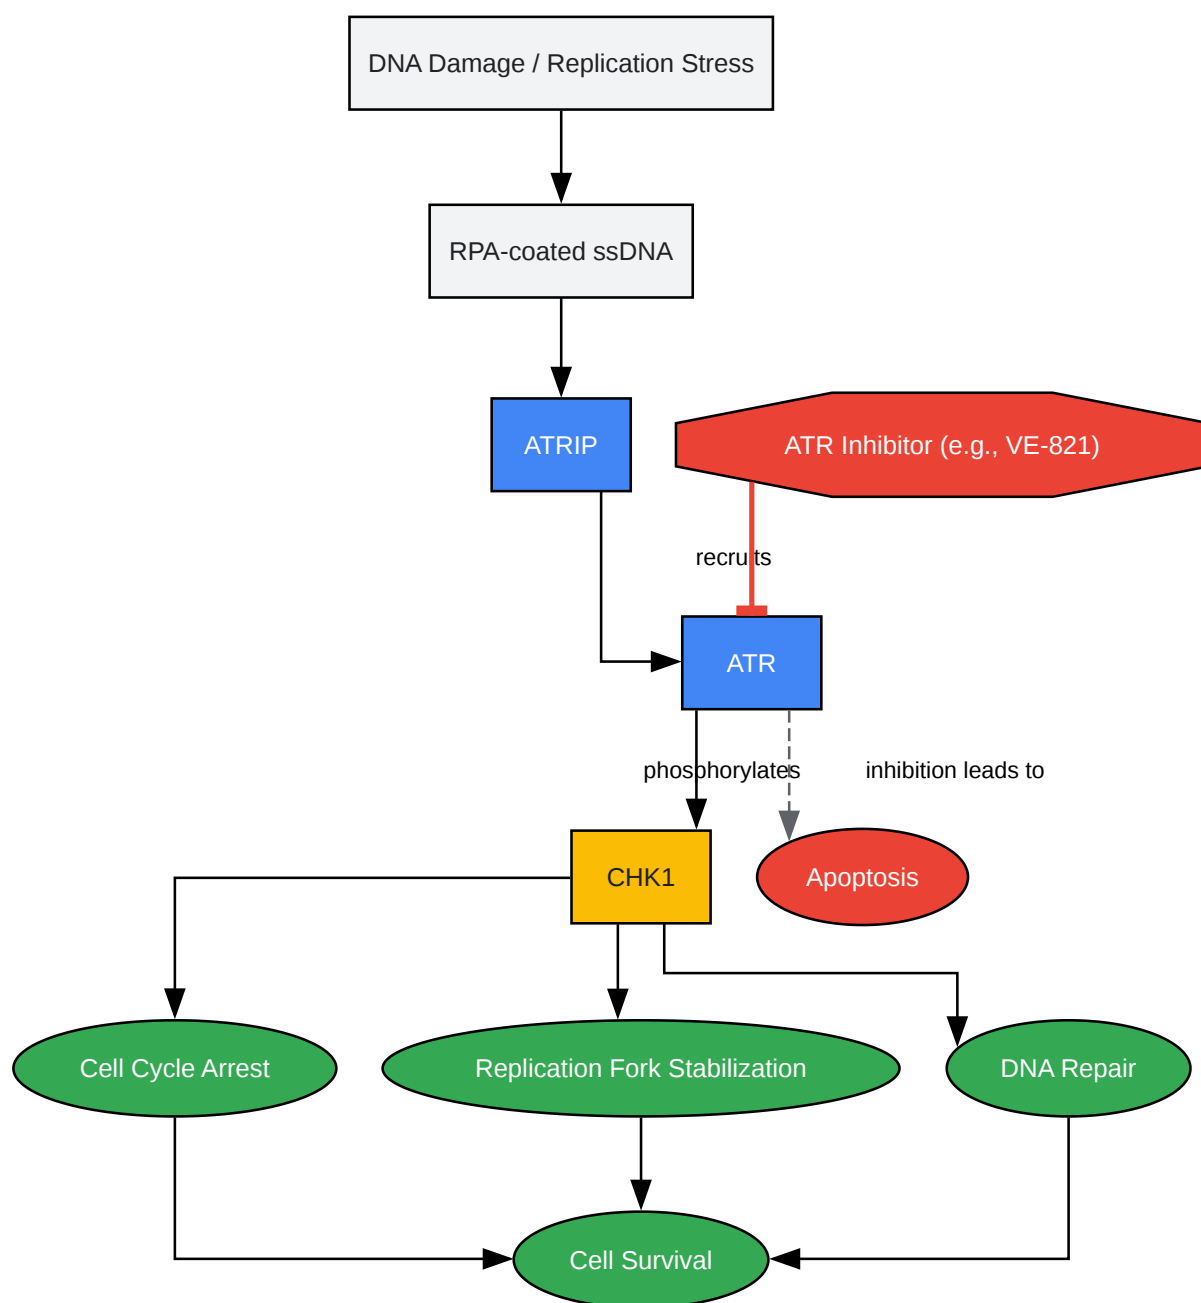 DNA Damage / Replication Stress
RPA-coated ssDNA
ATRIP
ATR Inhibitor (e.g., VE-821)
recruits
ATR
phosphorylates
inhibition leads to
CHK1
Apoptosis
Cell Cycle Arrest
Replication Fork Stabilization
DNA Repair
Cell Survival